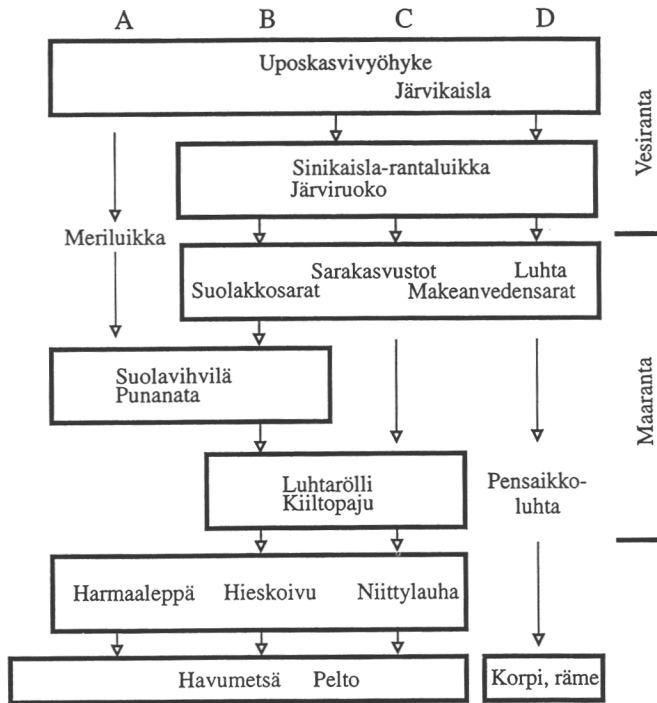 A B C D
Uposkasvivyöhyke
Järvikaisla
Vesiranta
Sinikaisla-rantaluikka
Järviruoko
Meriluikka
Sarakasvustot Luhta
Suolakkosarat Makeanvedensarat
Maaranta
Suolavihvilä
Punanata
Luhtarölli
Kiiltopaju
Pensaikko-
luhta
Harmaaleppä Hieskoivu Niittylauha
Havumetsä Pelto
Korpi, räme